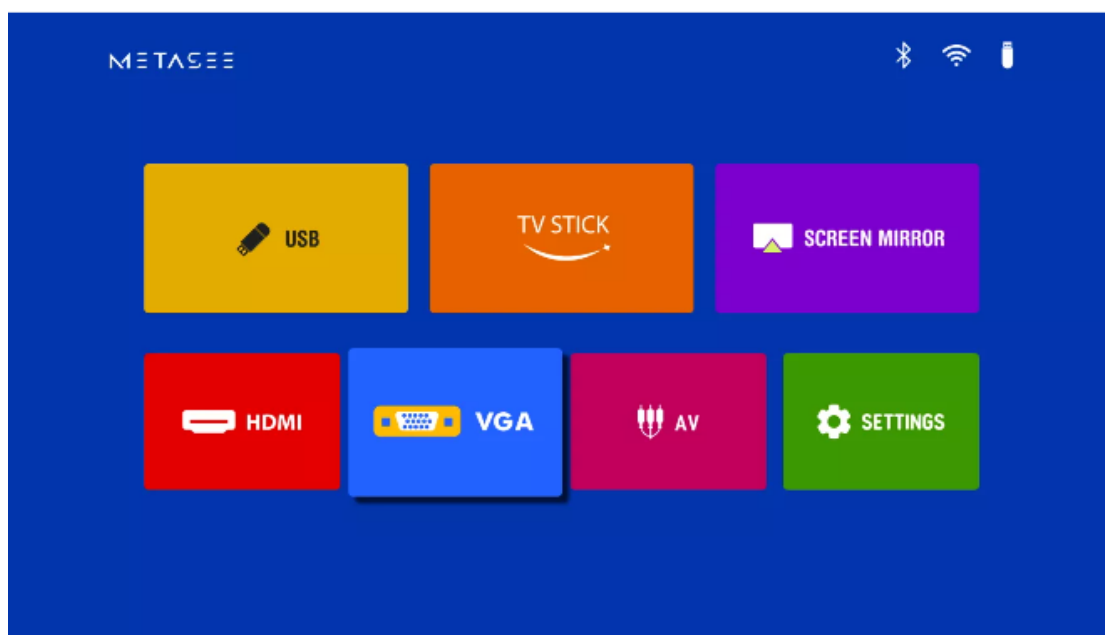 METASEE
USB
TV STICK
SCREEN MIRROR
HDMI
VGA
AV
SETTINGS